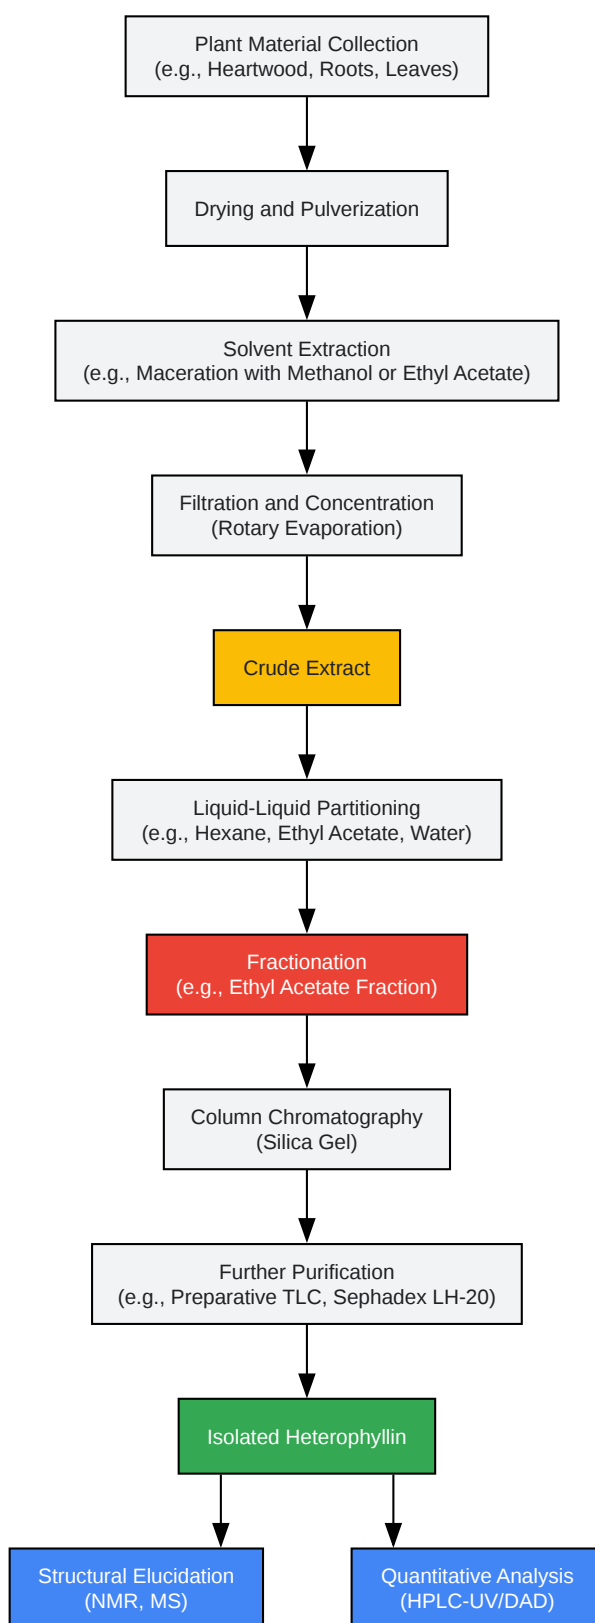 Plant Material Collection
(e.g., Heartwood, Roots, Leaves)
Drying and Pulverization
Solvent Extraction
(e.g., Maceration with Methanol or Ethyl Acetate)
Filtration and Concentration
(Rotary Evaporation)
Crude Extract
Liquid-Liquid Partitioning
(e.g., Hexane, Ethyl Acetate, Water)
Fractionation
(e.g., Ethyl Acetate Fraction)
Column Chromatography
(Silica Gel)
Further Purification
(e.g., Preparative TLC, Sephadex LH-20)
Isolated Heterophyllin
Structural Elucidation
(NMR, MS)
Quantitative Analysis
(HPLC-UV/DAD)